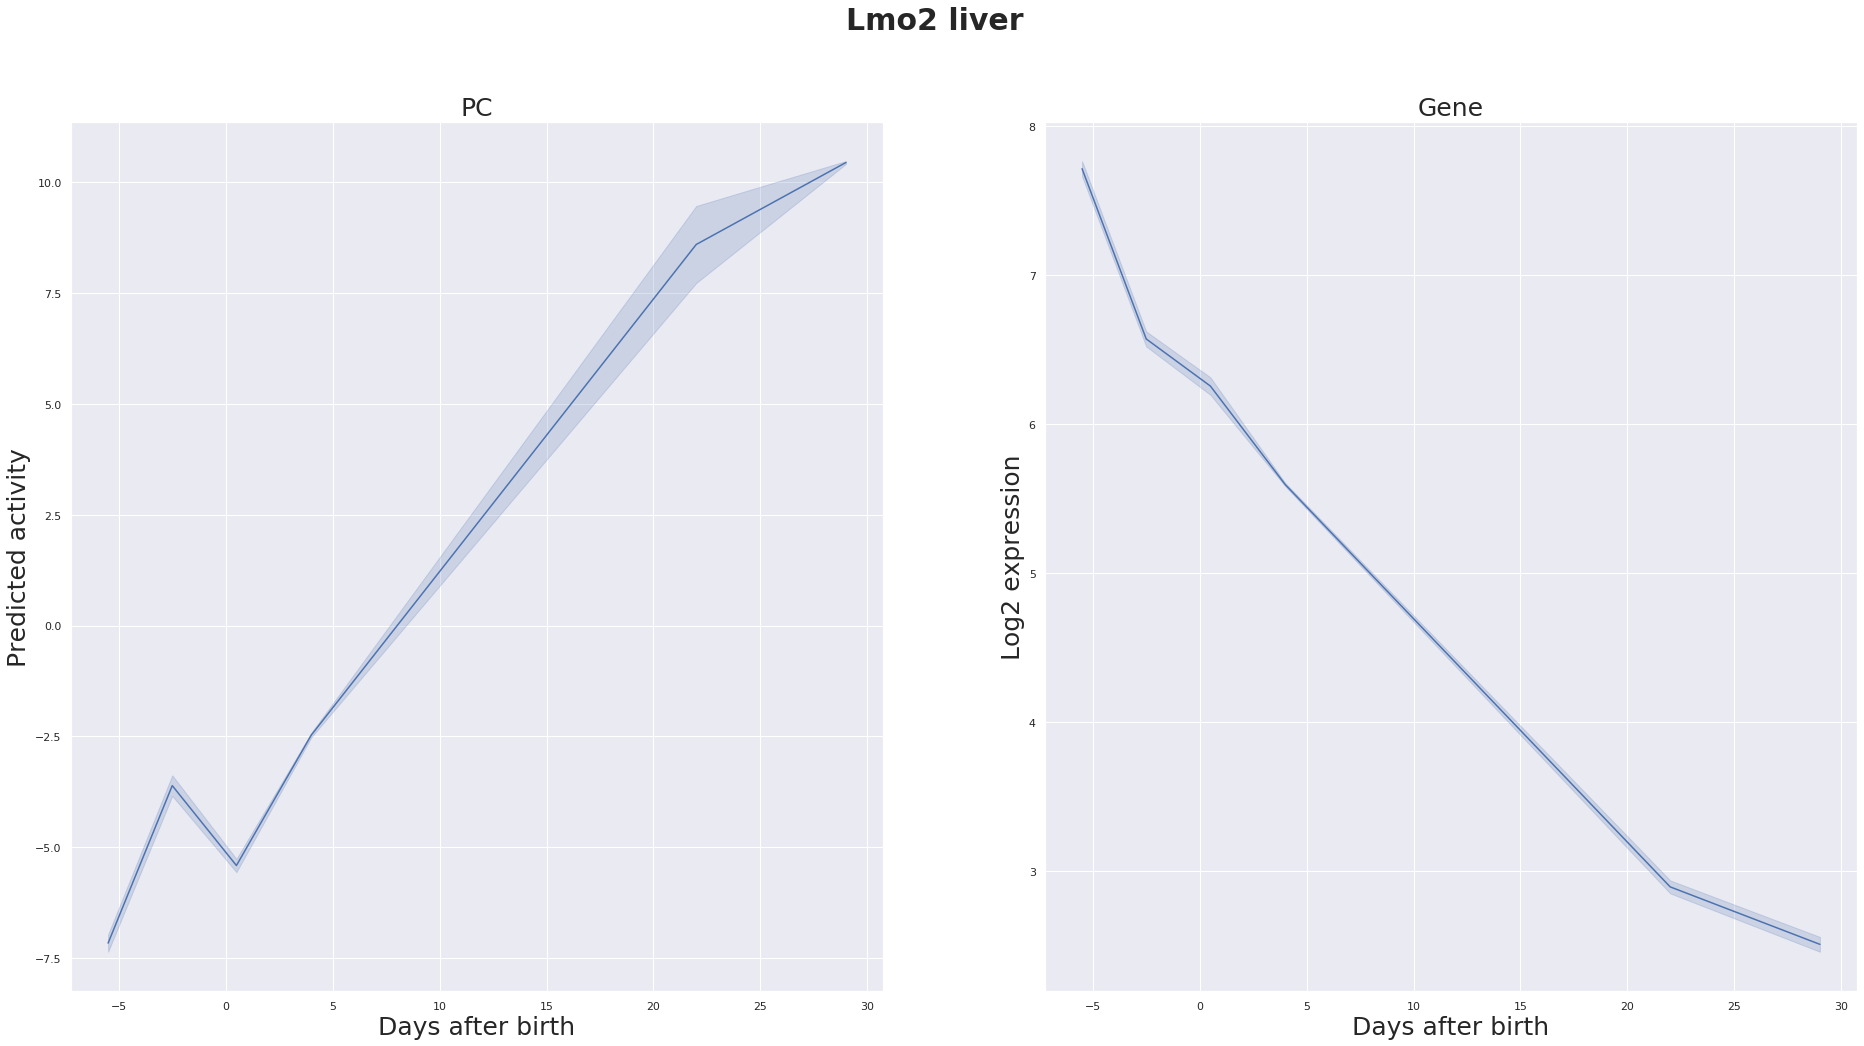 Lmo2 liver
PC
Predicted activity
10.0
7.5
5.0
2.5
0.0
−2.5
−5.0
−7.5
−5 0 5 10 15 20 25 30
Days after birth
Gene
Log2 expression
8
7
6
5
4
3
−5 0 5 10 15 20 25 30
Days after birth